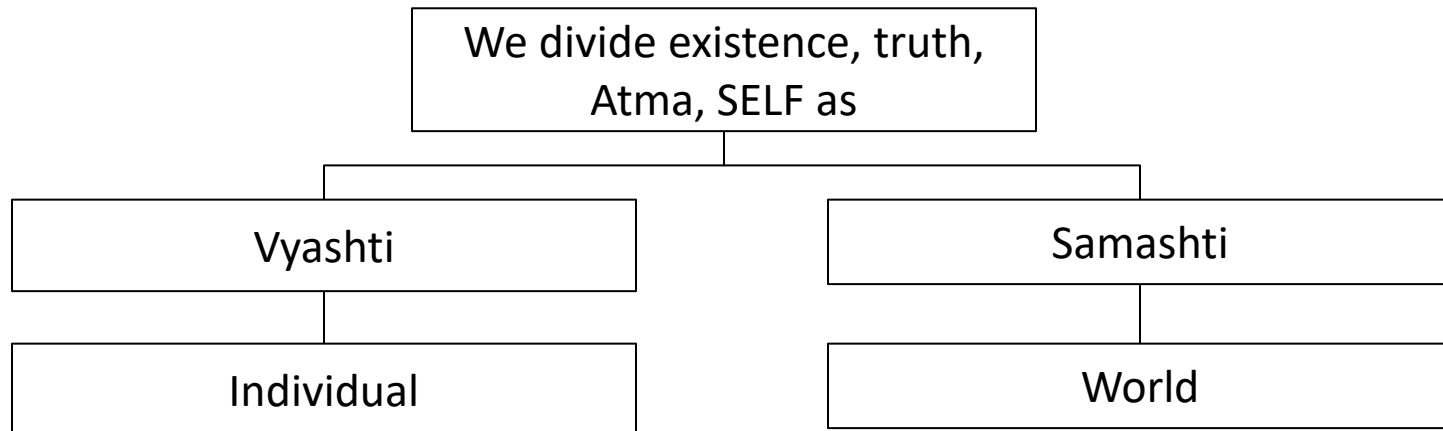 We divide existence, truth,
Atma, SELF as
Vyashti
Samashti
Individual
World